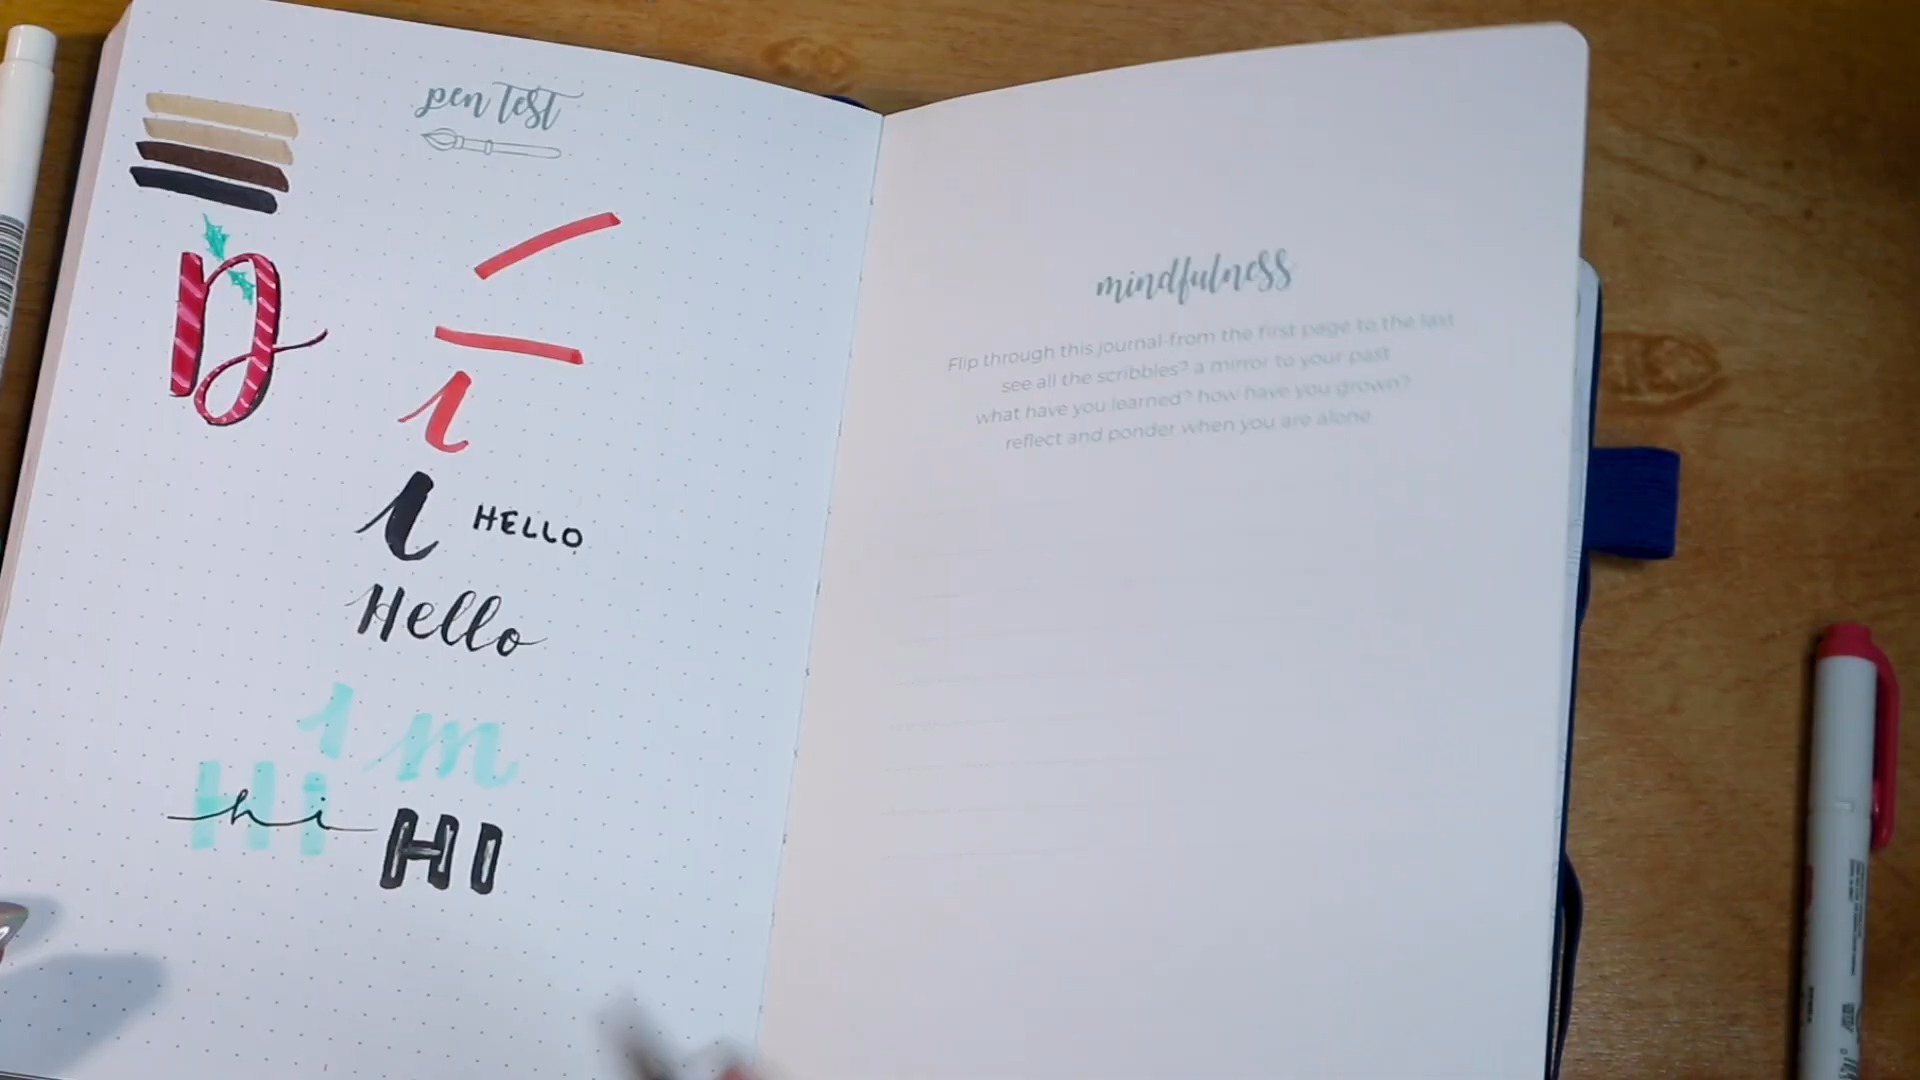 pen test
D
i
i HELLO
Hello
i m
Hi
hi HI
mindfulness
Flip through this journal-from the first page to the last
see all the scribbles? a mirror to your past
what have you learned? how have you grown?
reflect and ponder when you are alone